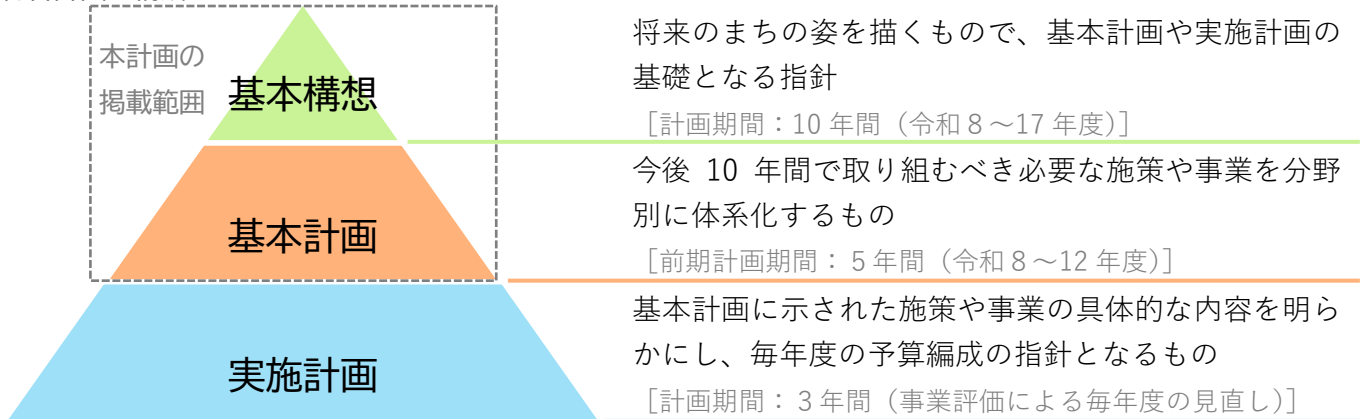 本計画の
掲載範囲
基本構想
将来のまちの姿を描くもので、基本計画や実施計画の
基礎となる指針
[計画期間:10 年間(令和8~17 年度)]
基本計画
今後 10 年間で取り組むべき必要な施策や事業を分野
別に体系化するもの
[前期計画期間:5年間(令和8~12 年度)]
実施計画
基本計画に示された施策や事業の具体的な内容を明ら
かにし、毎年度の予算編成の指針となるもの
[計画期間:3年間(事業評価による毎年度の見直し)]